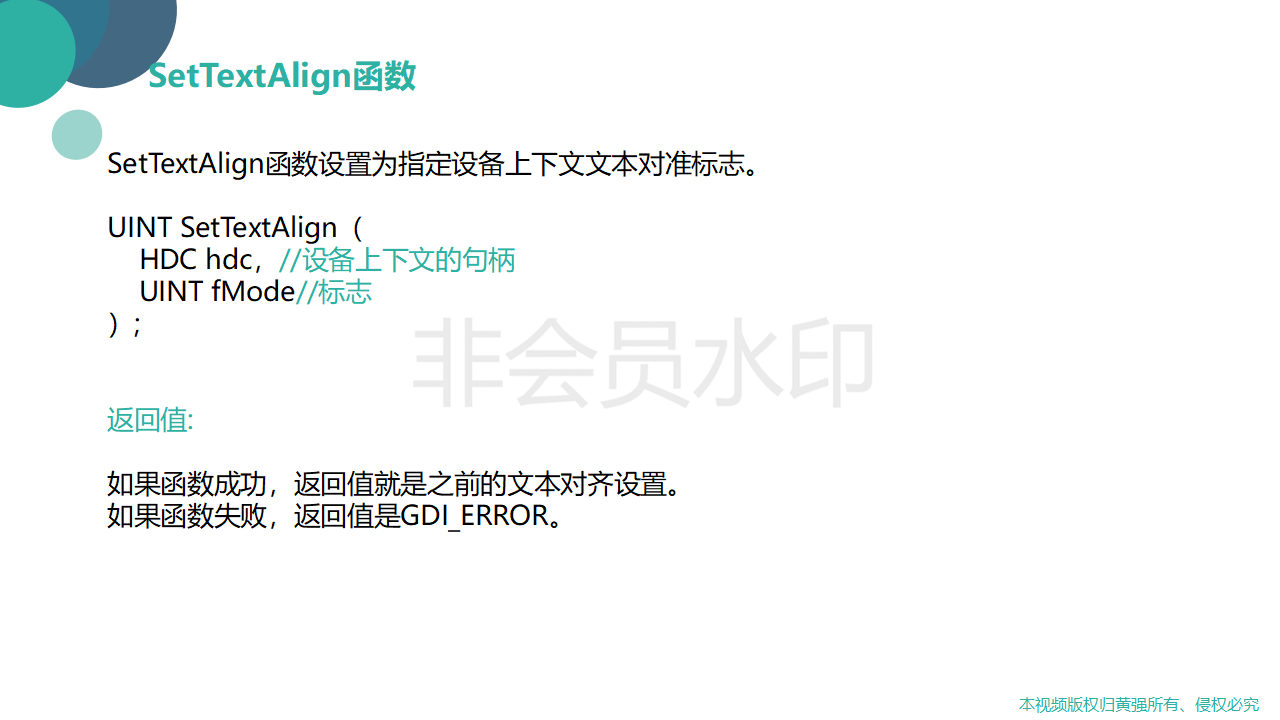 SetTextAlign函数
SetTextAlign函数设置为指定设备上下文文本对准标志。
UINT SetTextAlign（
HDC hdc，//设备上下文的句柄
UINT fMode//标志
）；
非会员水印
返回值:
如果函数成功，返回值就是之前的文本对齐设置。
如果函数失败，返回值是GDI_ERROR。
本视频版权归黄强所有、侵权必究